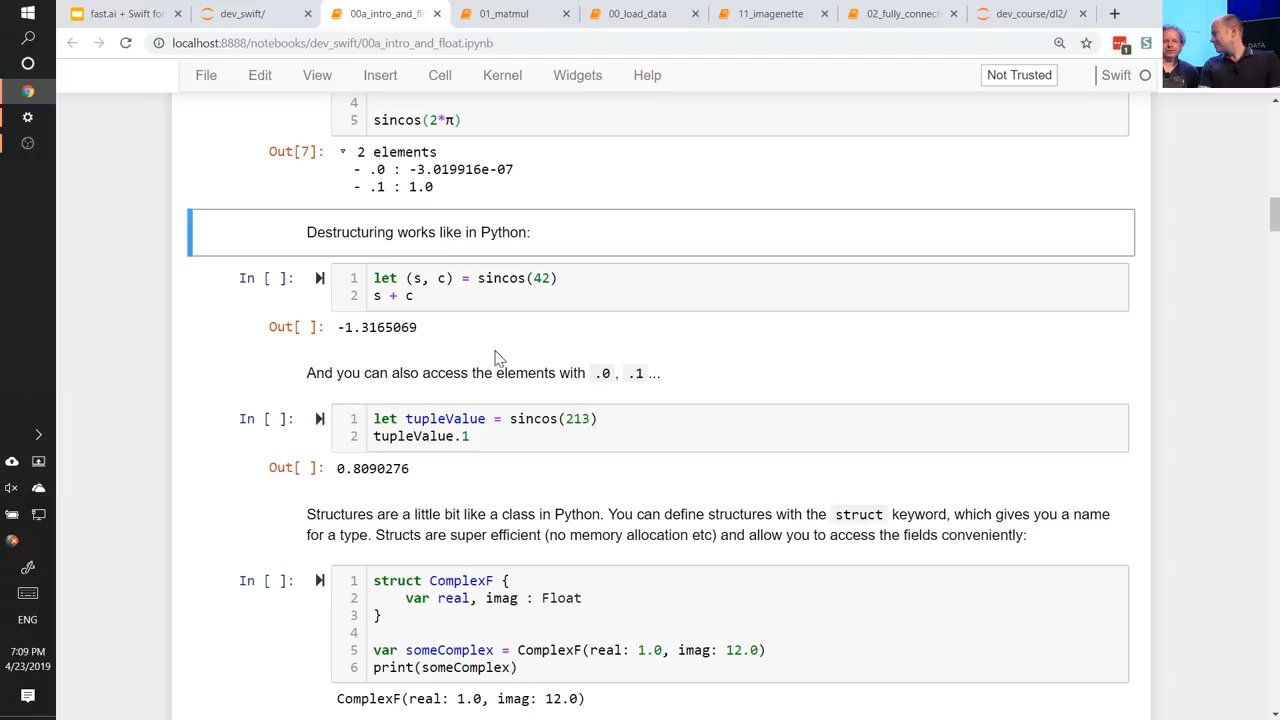 fast.ai - Swift for
dev_swift/
00a_intro_and_flo
01_matmul
00_load_data
11_imagenette
02_fully_connect
dev_course/dl2/
localhost:8888/notebooks/dev_swift/00a_intro_and_float.ipynb
1
S
DATA
File Edit View Insert Cell Kernel Widgets Help
Not Trusted
Swift
4
5 sincos(2*π)
Out[7]: ▾ 2 elements
- .0 : -3.019916e-07
- .1 : 1.0
Destructuring works like in Python:
In [ ]: 1 let (s, c) = sincos(42)
2 s + c
Out[ ]: -1.3165069
And you can also access the elements with .0 , .1 ...
In [ ]: 1 let tupleValue = sincos(213)
2 tupleValue.1
Out[ ]: 0.8090276
Structures are a little bit like a class in Python. You can define structures with the struct keyword, which gives you a name
for a type. Structs are super efficient (no memory allocation etc) and allow you to access the fields conveniently:
In [ ]: 1 struct ComplexF {
2 var real, imag : Float
3 }
4
5 var someComplex = ComplexF(real: 1.0, imag: 12.0)
6 print(someComplex)
ComplexF(real: 1.0, imag: 12.0)
ENG
7:09 PM
4/23/2019